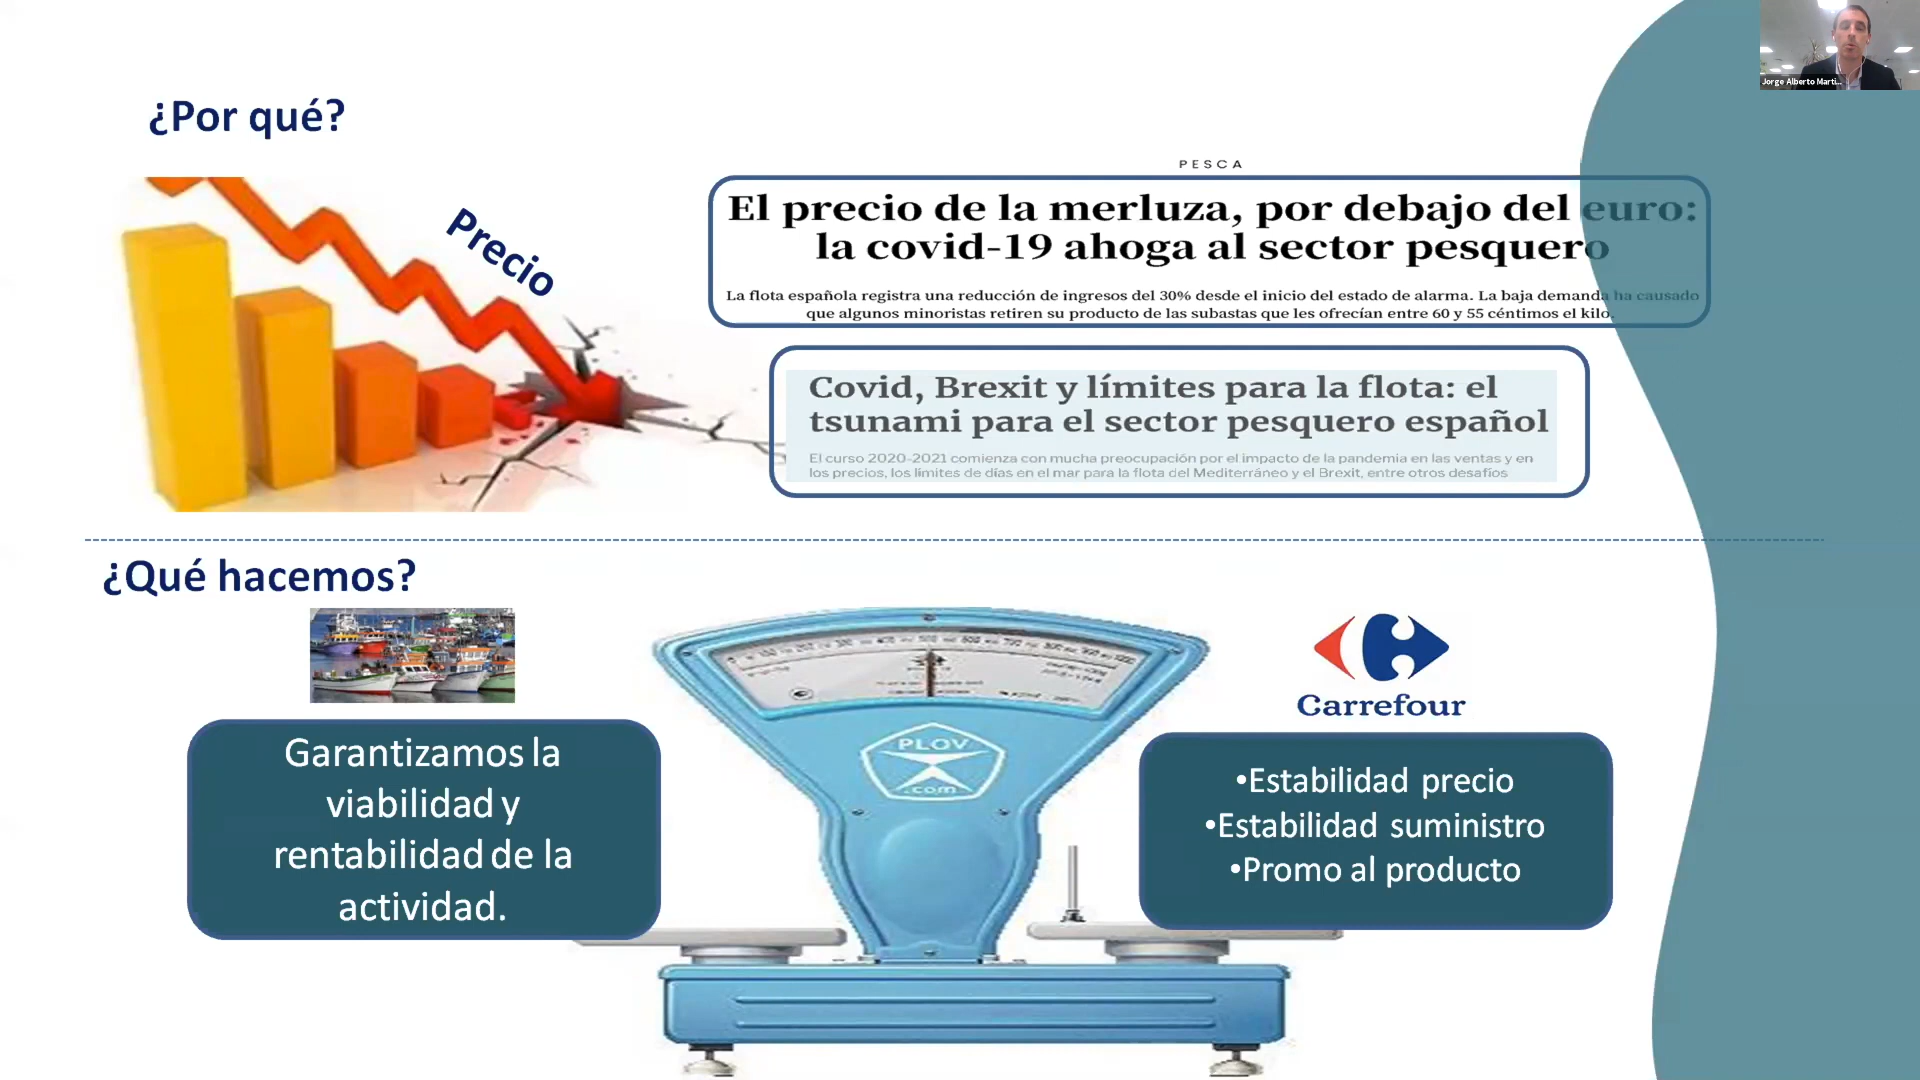 Jorge Alberto Marti...
¿Por qué?
Precio
PESCA
El precio de la merluza, por debajo del euro:
la covid-19 ahoga al sector pesquero
La flota española registra una reducción de ingresos del 30% desde el inicio del estado de alarma. La baja demanda ha causado
que algunos minoristas retiren su producto de las subastas que les ofrecían entre 60 y 55 céntimos el kilo.
Covid, Brexit y límites para la flota: el
tsunami para el sector pesquero español
El curso 2020-2021 comienza con mucha preocupación por el impacto de la pandemia en las ventas y en
los precios, los límites de días en el mar para la flota del Mediterráneo y el Brexit, entre otros desafíos
¿Qué hacemos?
Garantizamos la
viabilidad y
rentabilidad de la
actividad.
PLOV
.com
Carrefour
•Estabilidad precio
•Estabilidad suministro
•Promo al producto